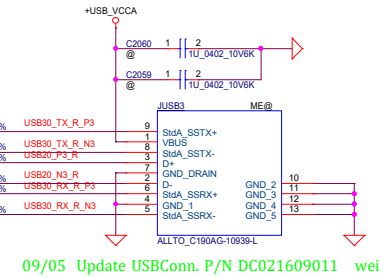 +USB_VCCA
C2060 1 2
@ 1U_0402_10V6K
C2059 1 2
@ 1U_0402_10V6K
JUSB3 ME@
% USB30_TX_R_P3 9 StdA_SSTX+
1 VBUS
% USB30_TX_R_N3 8 StdA_SSTX-
USB20_P3_R 3 D+
7 GND_DRAIN
USB20_N3_R 2 D- GND_2 10
% USB30_RX_R_P3 6 StdA_SSRX+ GND_3 11
4 GND_1 GND_4 12
% USB30_RX_R_N3 5 StdA_SSRX- GND_5 13
ALLTO_C190AG-10939-L
09/05 Update USBConn. P/N DC021609011 wei